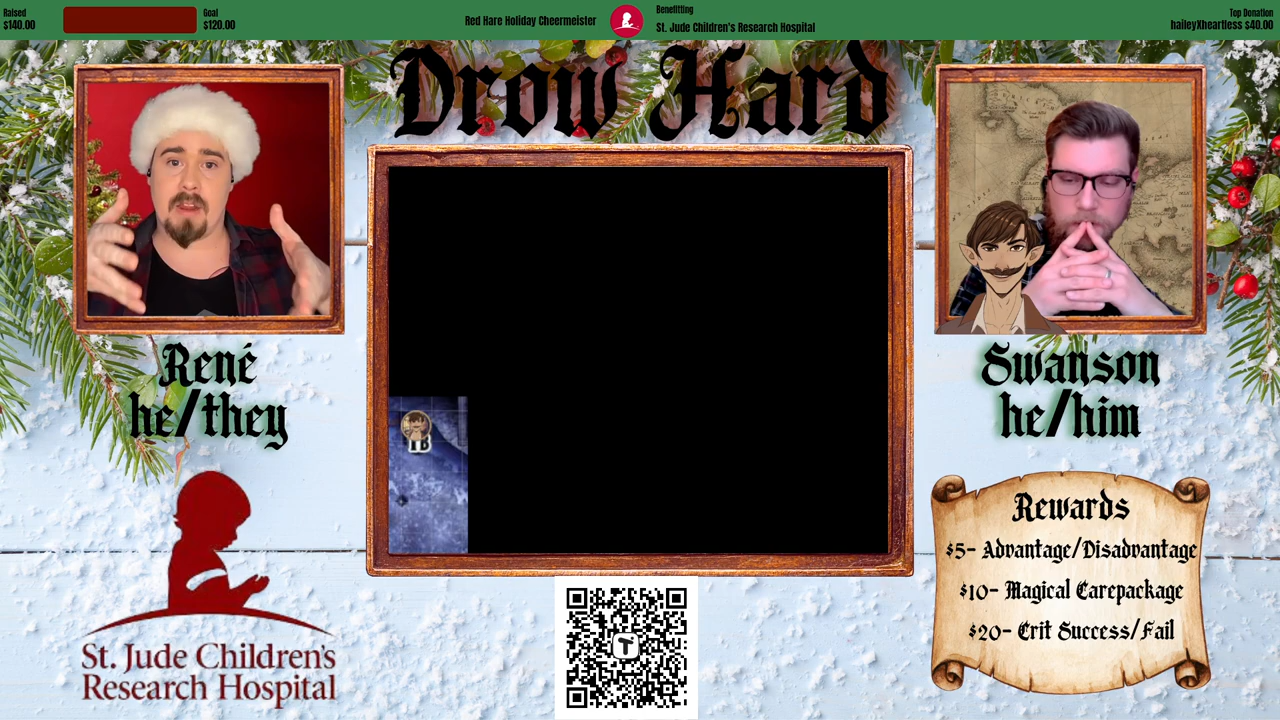 Raised
$140.00
Goal
$120.00
Red Hare Holiday Cheermeister
Benefitting
St. Jude Children's Research Hospital
Top Donation
haileyXheartless $40.00
Drow Hard
René
he/they
Swanson
he/him
St. Jude Children's
Research Hospital
Rewards
$5- Advantage/Disadvantage
$10- Magical Carepackage
$20- Crit Success/Fail